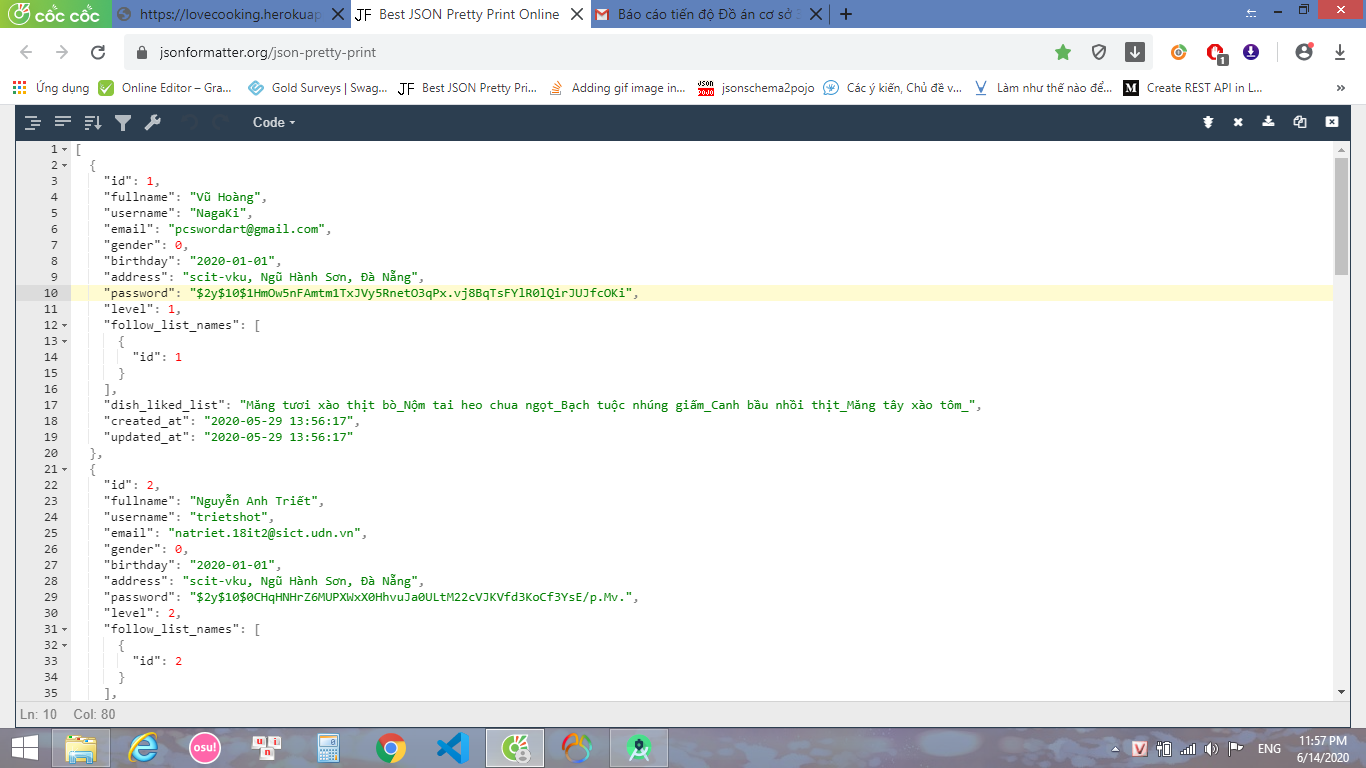 cốc cốc
https://lovecooking.herokuap
JF Best JSON Pretty Print Online
Báo cáo tiến độ Đồ án cơ sở
jsonformatter.org/json-pretty-print
1
Ứng dụng
Online Editor – Gra...
Gold Surveys | Swag...
JF Best JSON Pretty Pri...
Adding gif image in...
JSON POJO jsonschema2pojo
Các ý kiến, Chủ đề v...
Làm như thế nào để...
M Create REST API in L...
»
Code
1 [
2 {
3 "id": 1,
4 "fullname": "Vũ Hoàng",
5 "username": "NagaKi",
6 "email": "pcswordart@gmail.com",
7 "gender": 0,
8 "birthday": "2020-01-01",
9 "address": "scit-vku, Ngũ Hành Sơn, Đà Nẵng",
10 "password": "$2y$10$1HmOw5nFAmtm1TxJVy5RnetO3qPx.vj8BqTsFYlR0lQirJUJfcOKi",
11 "level": 1,
12 "follow_list_names": [
13 {
14 "id": 1
15 }
16 ],
17 "dish_liked_list": "Măng tươi xào thịt bò_Nộm tai heo chua ngọt_Bạch tuộc nhúng giấm_Canh bầu nhồi thịt_Măng tây xào tôm_",
18 "created_at": "2020-05-29 13:56:17",
19 "updated_at": "2020-05-29 13:56:17"
20 },
21 {
22 "id": 2,
23 "fullname": "Nguyễn Anh Triết",
24 "username": "trietshot",
25 "email": "natriet.18it2@sict.udn.vn",
26 "gender": 0,
27 "birthday": "2020-01-01",
28 "address": "scit-vku, Ngũ Hành Sơn, Đà Nẵng",
29 "password": "$2y$10$0CHqHNHrZ6MUPXWxX0HhvuJa0ULtM22cVJKVfd3KoCf3YsE/p.Mv.",
30 "level": 2,
31 "follow_list_names": [
32 {
33 "id": 2
34 }
35 ],
Ln: 10 Col: 80
osu!
ENG
11:57 PM
6/14/2020